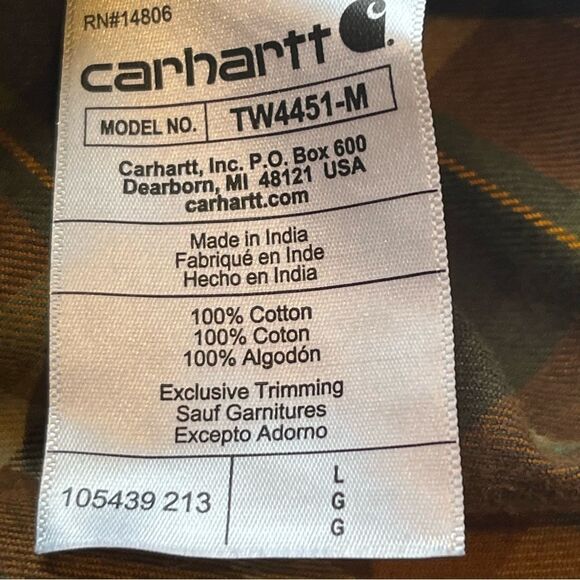 RN#14806
carhartt
MODEL NO. TW4451-M
Carhartt, Inc. P.O. Box 600
Dearborn, MI 48121 USA
carhartt.com
Made in India
Fabriqué en Inde
Hecho en India
100% Cotton
100% Coton
100% Algodón
Exclusive Trimming
Sauf Garnitures
Excepto Adorno
105439 213
L
G
G